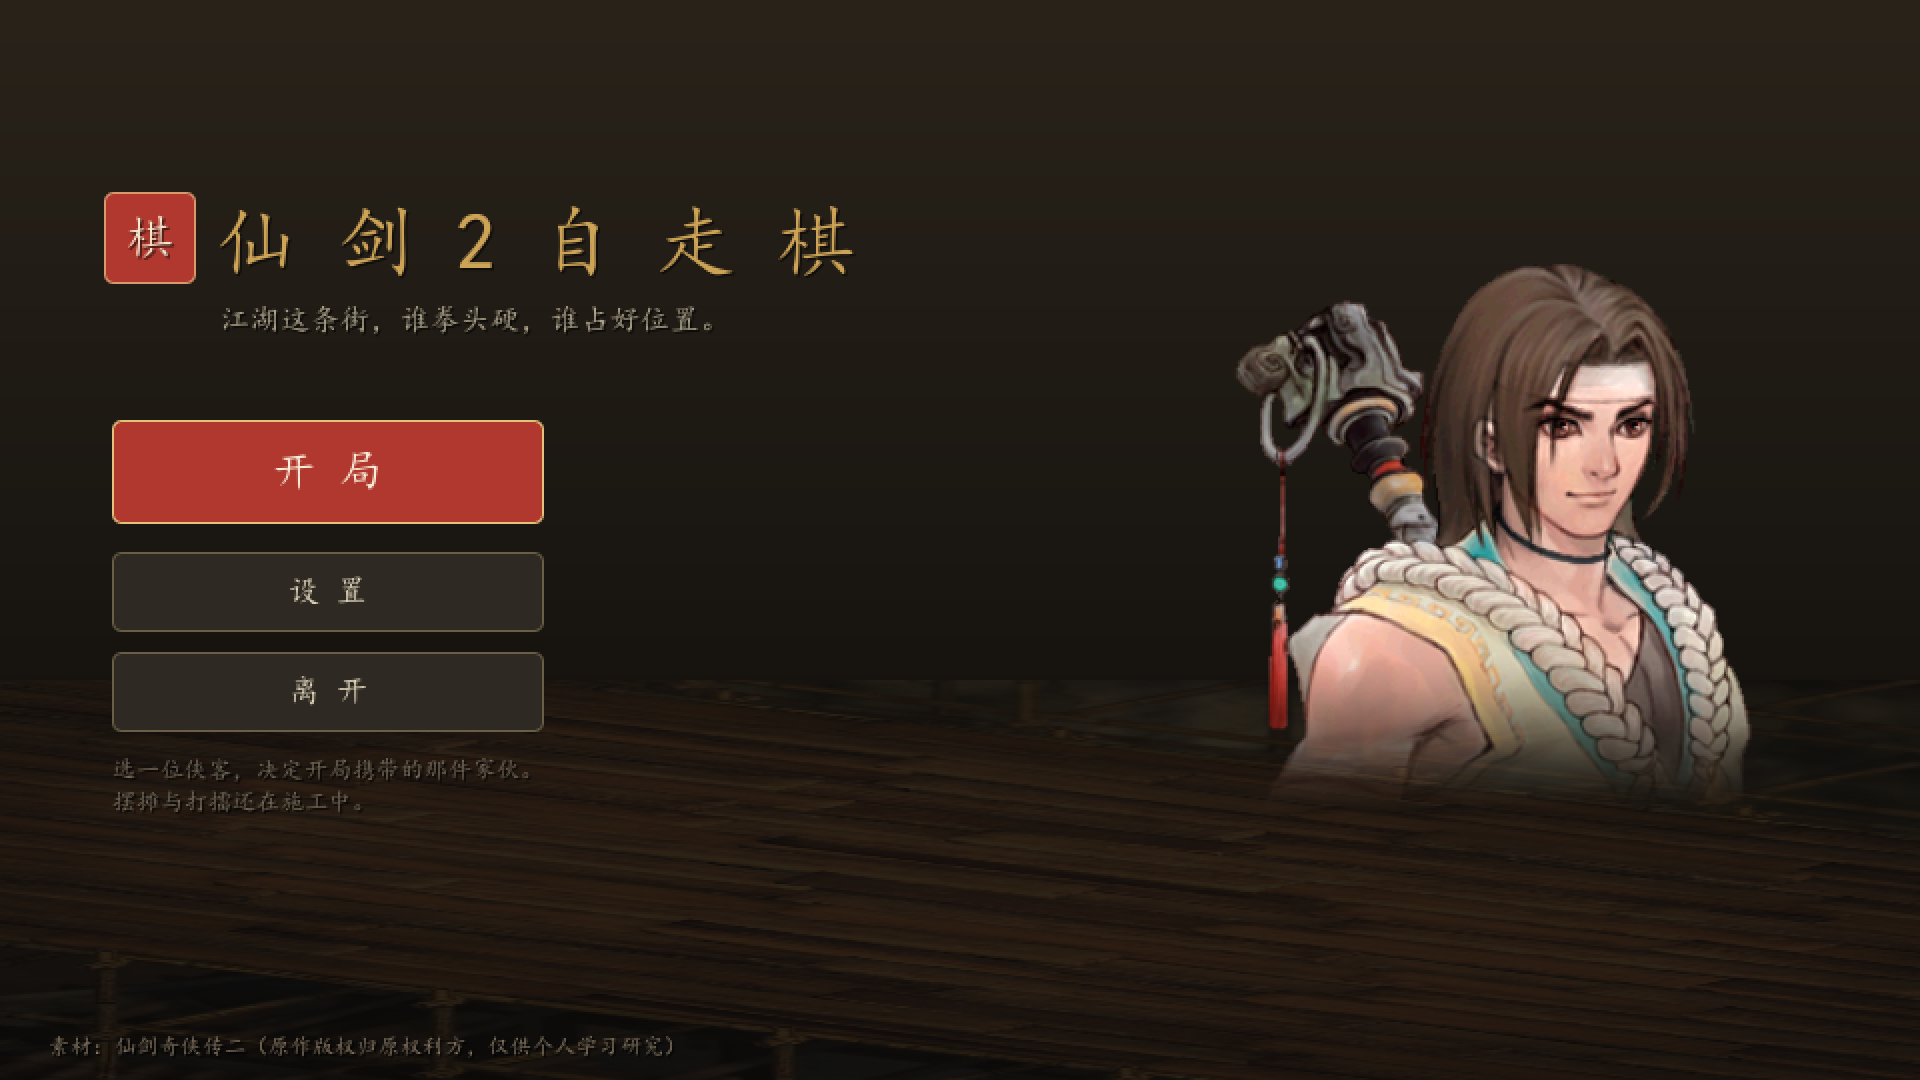 棋
仙剑2自走棋
江湖这条街，谁拳头硬，谁占好位置。
开局
设置
离开
选一位侠客，决定开局携带的那件家伙。
摆摊与打擂还在施工中。
素材：仙剑奇侠传二（原作版权归原权利方，仅供个人学习研究）